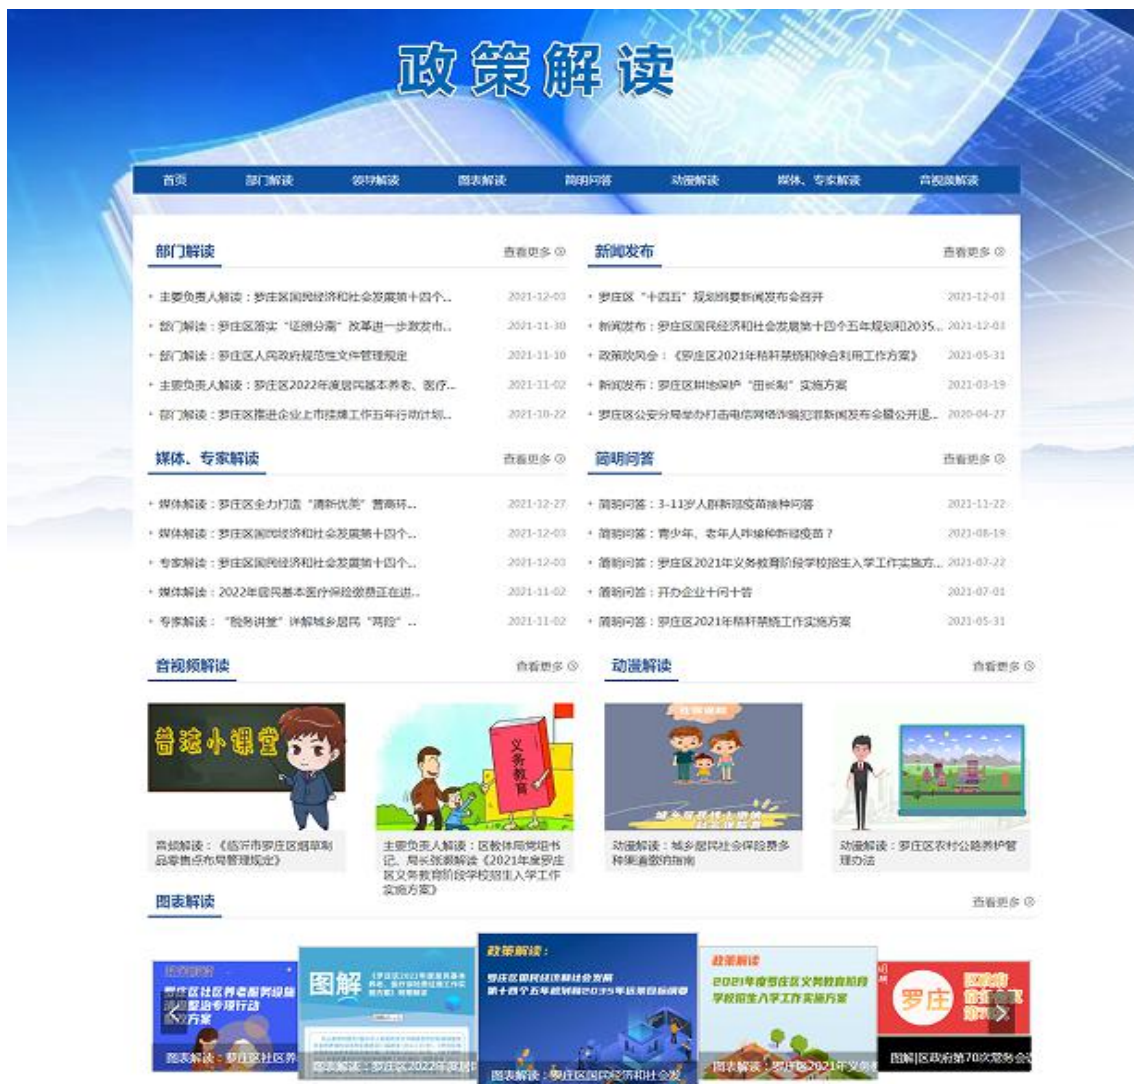 政策解读
首页 部门解读 领导解读 图表解读 简明问答 动漫解读 媒体、专家解读 音视频解读
部门解读 查看更多
主要负责人解读：罗庄区国民经济和社会发展第十四个... 2021-12-03
部门解读：罗庄区落实“证照分离”改革进一步激发市... 2021-11-30
部门解读：罗庄区人民政府规范性文件管理规定 2021-11-10
主要负责人解读：罗庄区2022年度居民基本养老、医疗... 2021-11-02
部门解读：罗庄区推进企业上市挂牌工作五年行动计划... 2021-10-22
新闻发布 查看更多
罗庄区“十四五”规划纲要新闻发布会召开 2021-12-03
新闻发布：罗庄区国民经济和社会发展第十四个五年规划和2035... 2021-12-03
政策吹风会：《罗庄区2021年秸秆禁烧和综合利用工作方案》 2021-05-31
新闻发布：罗庄区耕地保护“田长制”实施方案 2021-03-19
罗庄区公安分局举办打击电信网络诈骗犯罪新闻发布会暨公开退... 2020-04-27
媒体、专家解读 查看更多
媒体解读：罗庄区全力打造“清新优美”营商环... 2021-12-27
媒体解读：罗庄区国民经济和社会发展第十四个... 2021-12-03
专家解读：罗庄区国民经济和社会发展第十四个... 2021-12-03
媒体解读：2022年居民基本医疗保险缴费正在进... 2021-11-02
专家解读：“税务讲堂”详解城乡居民“两险”... 2021-11-02
简明问答 查看更多
简明问答：3-11岁人群新冠疫苗接种问答 2021-11-22
简明问答：青少年、老年人咋接种新冠疫苗？ 2021-08-19
简明问答：罗庄区2021年义务教育阶段学校招生入学工作实施方... 2021-07-22
简明问答：开办企业十问十答 2021-07-01
简明问答：罗庄区2021年秸秆禁烧工作实施方案 2021-05-31
音视频解读 查看更多
普法小课堂
音频解读：《临沂市罗庄区烟草制
品零售点布局管理规定》
义务教育
主要负责人解读：区教体局党组书
记、局长张灏解读《2021年度罗庄
区义务教育阶段学校招生入学工作
实施方案》
动漫解读 查看更多
动漫解读：城乡居民社会保险费多
种渠道缴纳指南
动漫解读：罗庄区农村公路养护管
理办法
图表解读 查看更多
罗庄区社区养老服务设施
整治专项行动
方案
图表解读：罗庄区社区养
图解
图表解读：罗庄区2022年度居
政策解读：
罗庄区国民经济和社会发展
第十四个五年规划和2035年远景目标纲要
图表解读：罗庄区国民经济和社会发
政策解读
2021年度罗庄区义务教育阶段
学校招生入学工作实施方案
图表解读：罗庄区2021年义务
罗庄
图解|区政府第70次常务会